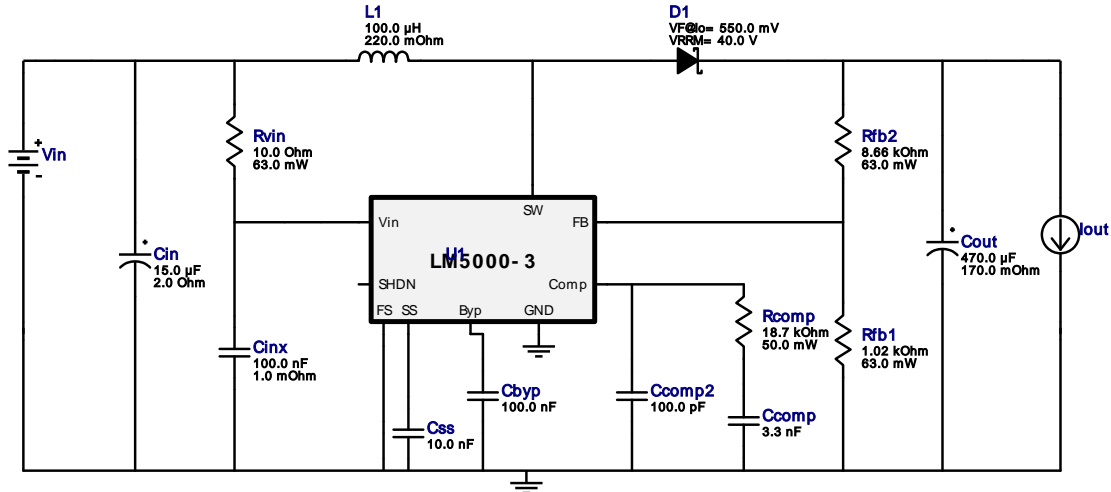 L1
100.0 µH
220.0 mOhm
D1
VF@Io= 550.0 mV
VRRM= 40.0 V
+
Vin
-
Rvin
10.0 Ohm
63.0 mW
Rfb2
8.66 kOhm
63.0 mW
SW
Vin
FB
U1
LM5000-3
SHDN
Comp
FS SS Byp GND
Cin
15.0 µF
2.0 Ohm
Cout
470.0 µF
170.0 mOhm
Iout
Cinx
100.0 nF
1.0 mOhm
Rcomp
18.7 kOhm
50.0 mW
Rfb1
1.02 kOhm
63.0 mW
Cbyp
100.0 nF
Ccomp2
100.0 pF
Css
10.0 nF
Ccomp
3.3 nF